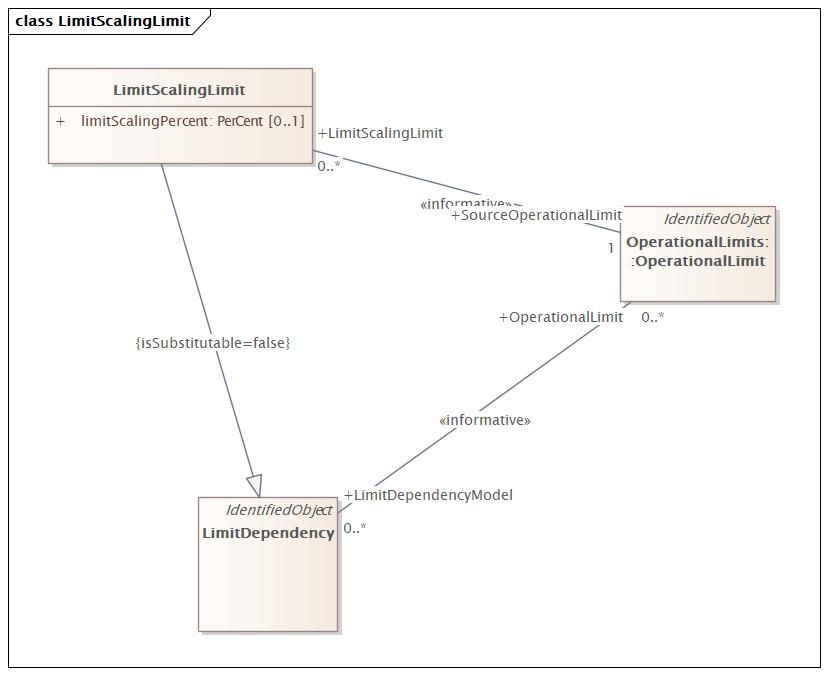 class LimitScalingLimit
LimitScalingLimit
+ limitScalingPercent: PerCent [0..1]
+LimitScalingLimit
0..*
«informative»
+SourceOperationalLimit
1
IdentifiedObject
OperationalLimits:
:OperationalLimit
+OperationalLimit 0..*
{isSubstitutable=false}
«informative»
+LimitDependencyModel
0..*
IdentifiedObject
LimitDependency